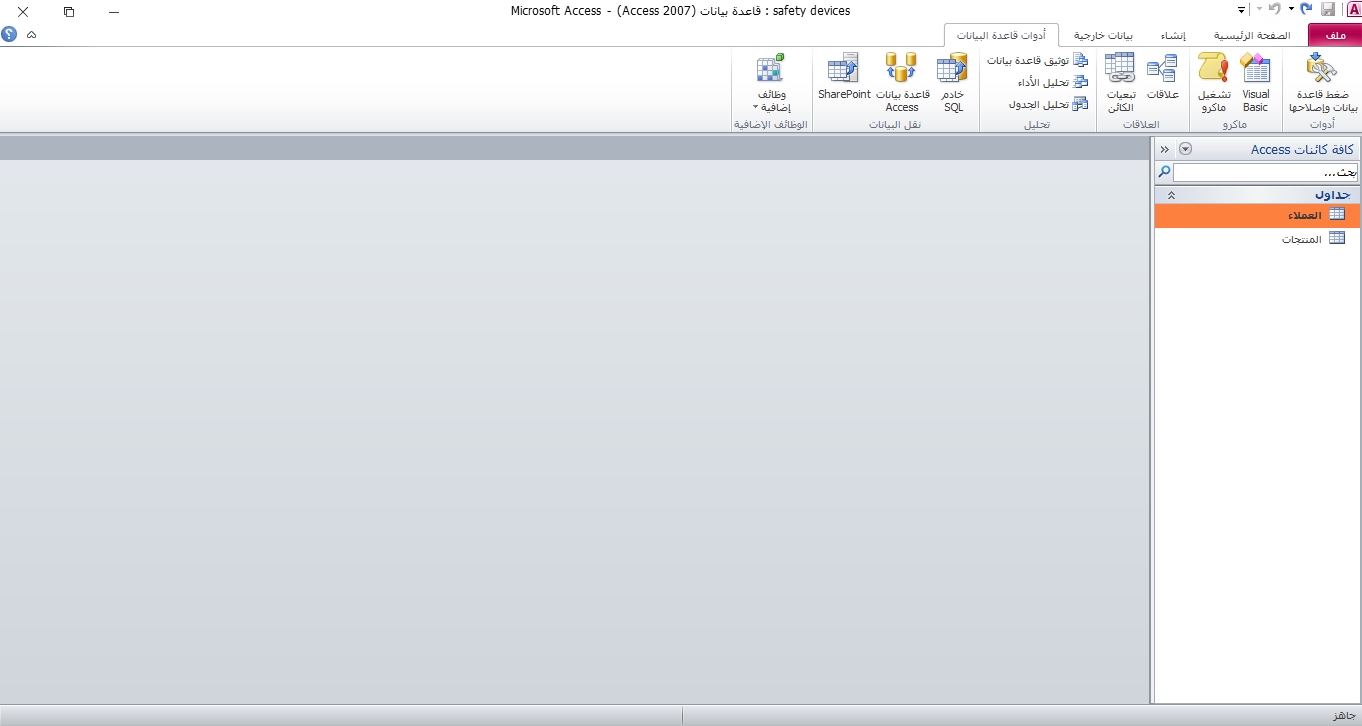 safety devices : قاعدة بيانات (Access 2007) - Microsoft Access
ملف
الصفحة الرئيسية
إنشاء
بيانات خارجية
أدوات قاعدة البيانات
ضغط قاعدة
بيانات وإصلاحها
أدوات
Visual
Basic
تشغيل
ماكرو
ماكرو
علاقات
تبعيات
الكائن
العلاقات
توثيق قاعدة بيانات
تحليل الأداء
تحليل الجدول
تحليل
خادم
SQL
قاعدة بيانات
Access
SharePoint
نقل البيانات
وظائف
إضافية
الوظائف الإضافية
كافة كائنات Access
بحث...
جداول
العملاء
المنتجات
جاهز